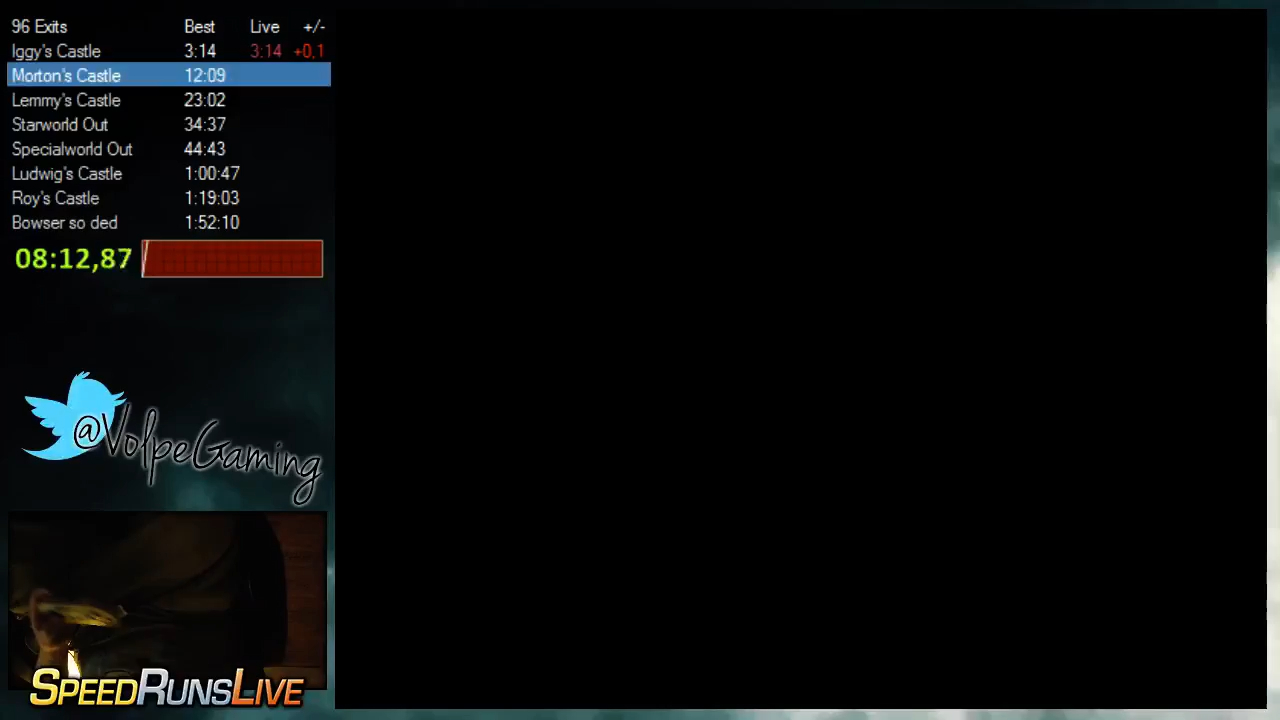 96 Exits Best Live +/-
Iggy's Castle 3:14 3:14 +0,1
Morton's Castle 12:09
Lemmy's Castle 23:02
Starworld Out 34:37
Specialworld Out 44:43
Ludwig's Castle 1:00:47
Roy's Castle 1:19:03
Bowser so ded 1:52:10
08:12,87
@VolpeGaming
SPEEDRUNSLIVE